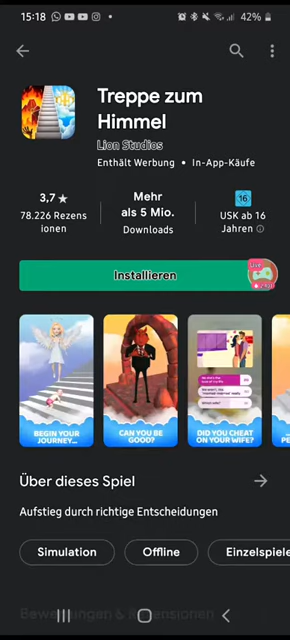 15:18
42%
Treppe zum
Himmel
Lion Studios
Enthält Werbung • In-App-Käufe
3,7★
78.226 Rezens
ionen
Mehr
als 5 Mio.
Downloads
16
USK ab 16
Jahren
Installieren
BEGIN YOUR
JOURNEY...
CAN YOU BE
GOOD?
DID YOU CHEAT
ON YOUR WIFE?
Über dieses Spiel
Aufstieg durch richtige Entscheidungen
Simulation
Offline
Einzelspiele
Bewertungen & Rezensionen